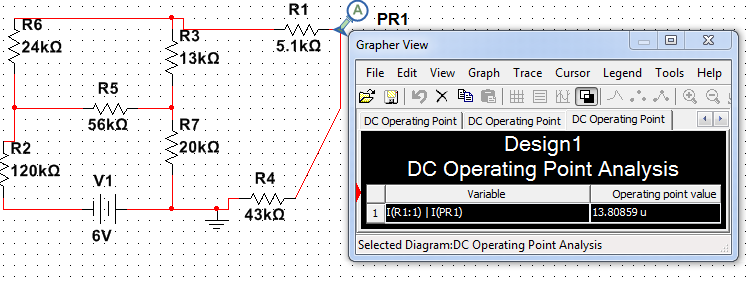 R6
24kΩ
R3
13kΩ
R1
5.1kΩ
A
PR1
R5
56kΩ
R7
20kΩ
R2
120kΩ
V1
6V
R4
43kΩ
Grapher View
File Edit View Graph Trace Cursor Legend Tools Help
DC Operating Point DC Operating Point DC Operating Point
Design1
DC Operating Point Analysis
Variable Operating point value
1 I(R1:1) | I(PR1) 13.80859 u
Selected Diagram:DC Operating Point Analysis